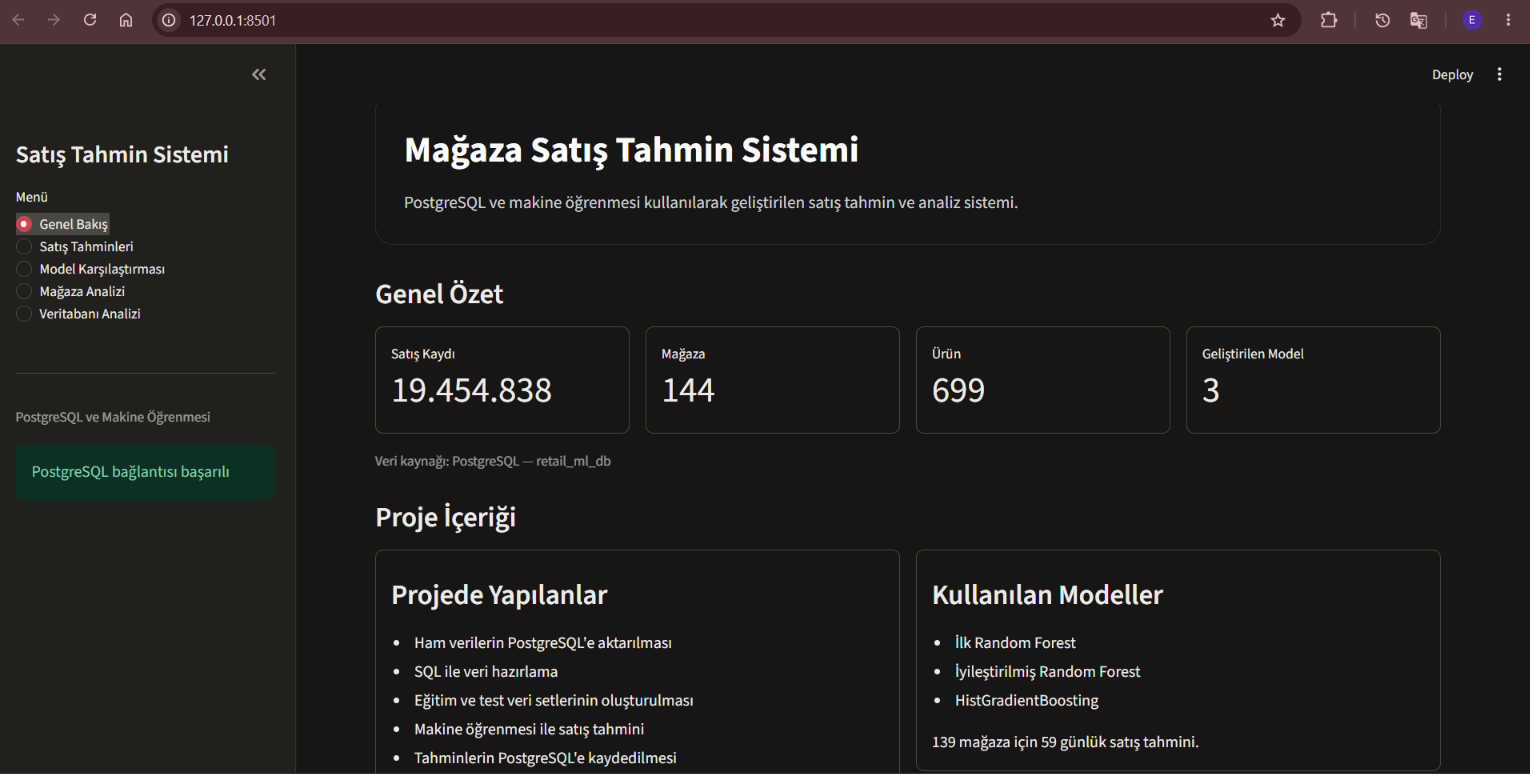 127.0.0.1:8501
E
Deploy
Satış Tahmin Sistemi
Menü
Genel Bakış
Satış Tahminleri
Model Karşılaştırması
Mağaza Analizi
Veritabanı Analizi
PostgreSQL ve Makine Öğrenmesi
PostgreSQL bağlantısı başarılı
Mağaza Satış Tahmin Sistemi
PostgreSQL ve makine öğrenmesi kullanılarak geliştirilen satış tahmin ve analiz sistemi.
Genel Özet
Satış Kaydı
19.454.838
Mağaza
144
Ürün
699
Geliştirilen Model
3
Veri kaynağı: PostgreSQL — retail_ml_db
Proje İçeriği
Projede Yapılanlar
• Ham verilerin PostgreSQL'e aktarılması
• SQL ile veri hazırlama
• Eğitim ve test veri setlerinin oluşturulması
• Makine öğrenmesi ile satış tahmini
• Tahminlerin PostgreSQL'e kaydedilmesi
Kullanılan Modeller
• İlk Random Forest
• İyileştirilmiş Random Forest
• HistGradientBoosting
139 mağaza için 59 günlük satış tahmini.